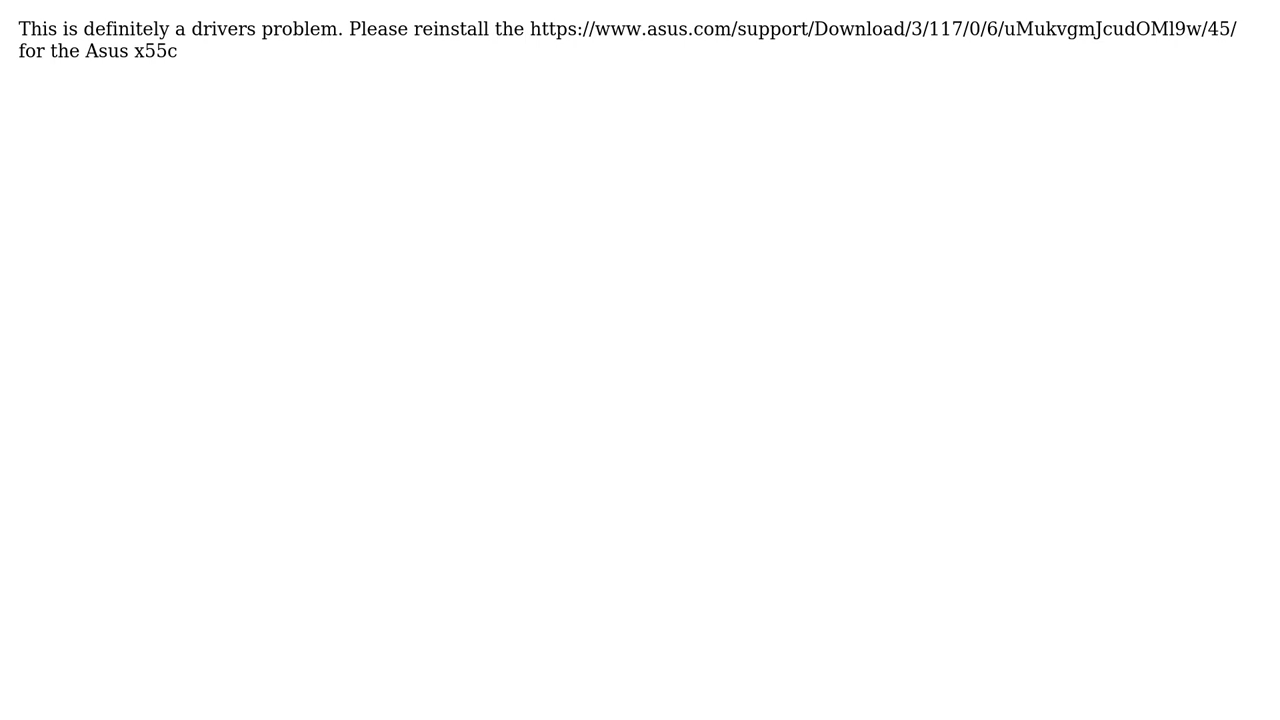 This is definitely a drivers problem. Please reinstall the https://www.asus.com/support/Download/3/117/0/6/uMukvgmJcudOMl9w/45/
for the Asus x55c